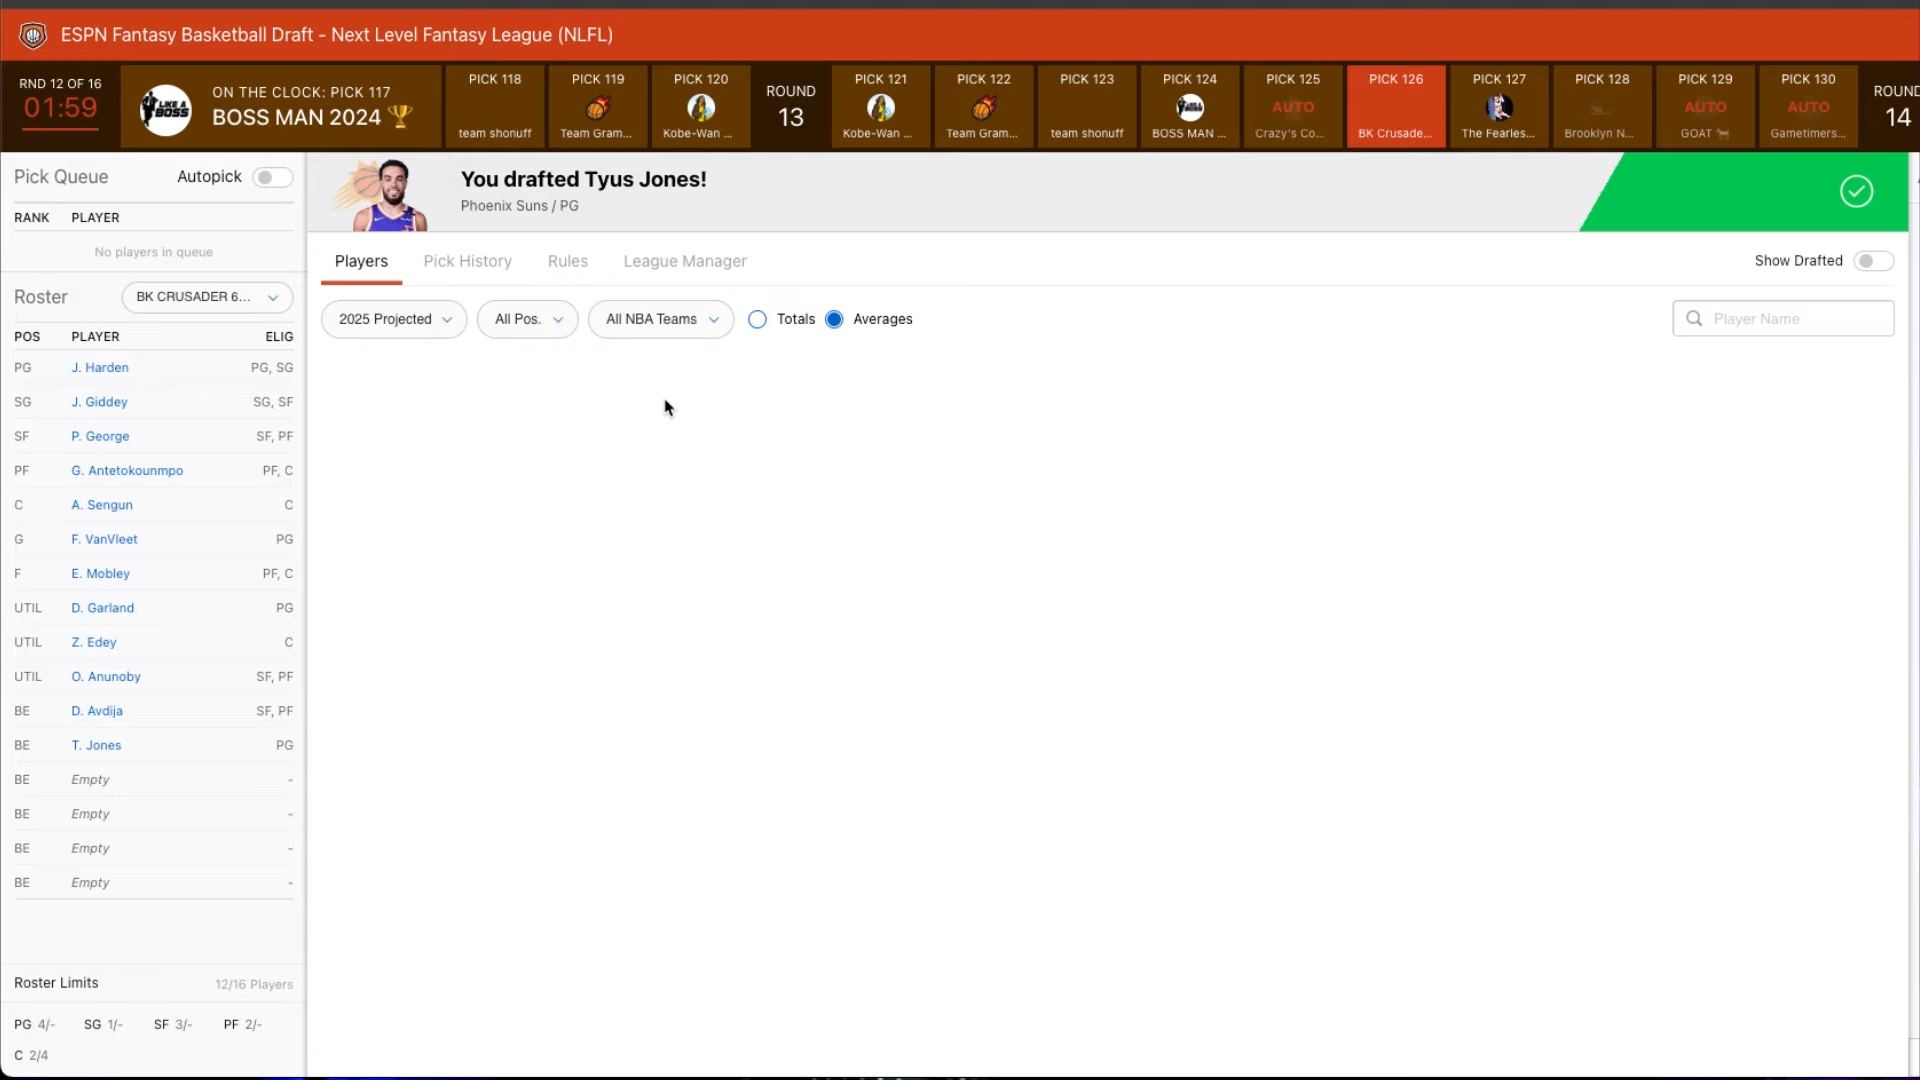 ESPN Fantasy Basketball Draft - Next Level Fantasy League (NLFL)
RND 12 OF 16
01:59
LIKE A
BOSS
ON THE CLOCK: PICK 117
BOSS MAN 2024
PICK 118
team shonuff
PICK 119
Team Gram...
PICK 120
Kobe-Wan ...
ROUND
13
PICK 121
Kobe-Wan ...
PICK 122
Team Gram...
PICK 123
team shonuff
PICK 124
BOSS MAN ...
PICK 125
AUTO
Crazy's Co...
PICK 126
BK Crusade...
PICK 127
The Fearles...
PICK 128
Brooklyn N...
PICK 129
AUTO
GOAT
PICK 130
AUTO
Gametimers...
ROUND
14
Pick Queue
Autopick
RANK PLAYER
No players in queue
Roster
BK CRUSADER 6...
POS PLAYER ELIG
PG J. Harden PG, SG
SG J. Giddey SG, SF
SF P. George SF, PF
PF G. Antetokounmpo PF, C
C A. Sengun C
G F. VanVleet PG
F E. Mobley PF, C
UTIL D. Garland PG
UTIL Z. Edey C
UTIL O. Anunoby SF, PF
BE D. Avdija SF, PF
BE T. Jones PG
BE Empty -
BE Empty -
BE Empty -
BE Empty -
Roster Limits 12/16 Players
PG 4/- SG 1/- SF 3/- PF 2/-
C 2/4
You drafted Tyus Jones!
Phoenix Suns / PG
Players Pick History Rules League Manager
Show Drafted
2025 Projected All Pos. All NBA Teams Totals Averages
Player Name